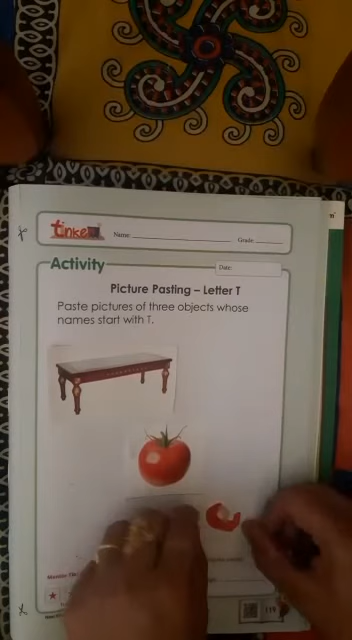 tinker
Name: Grade:
Activity
Date:
Picture Pasting – Letter T
Paste pictures of three objects whose
names start with T.